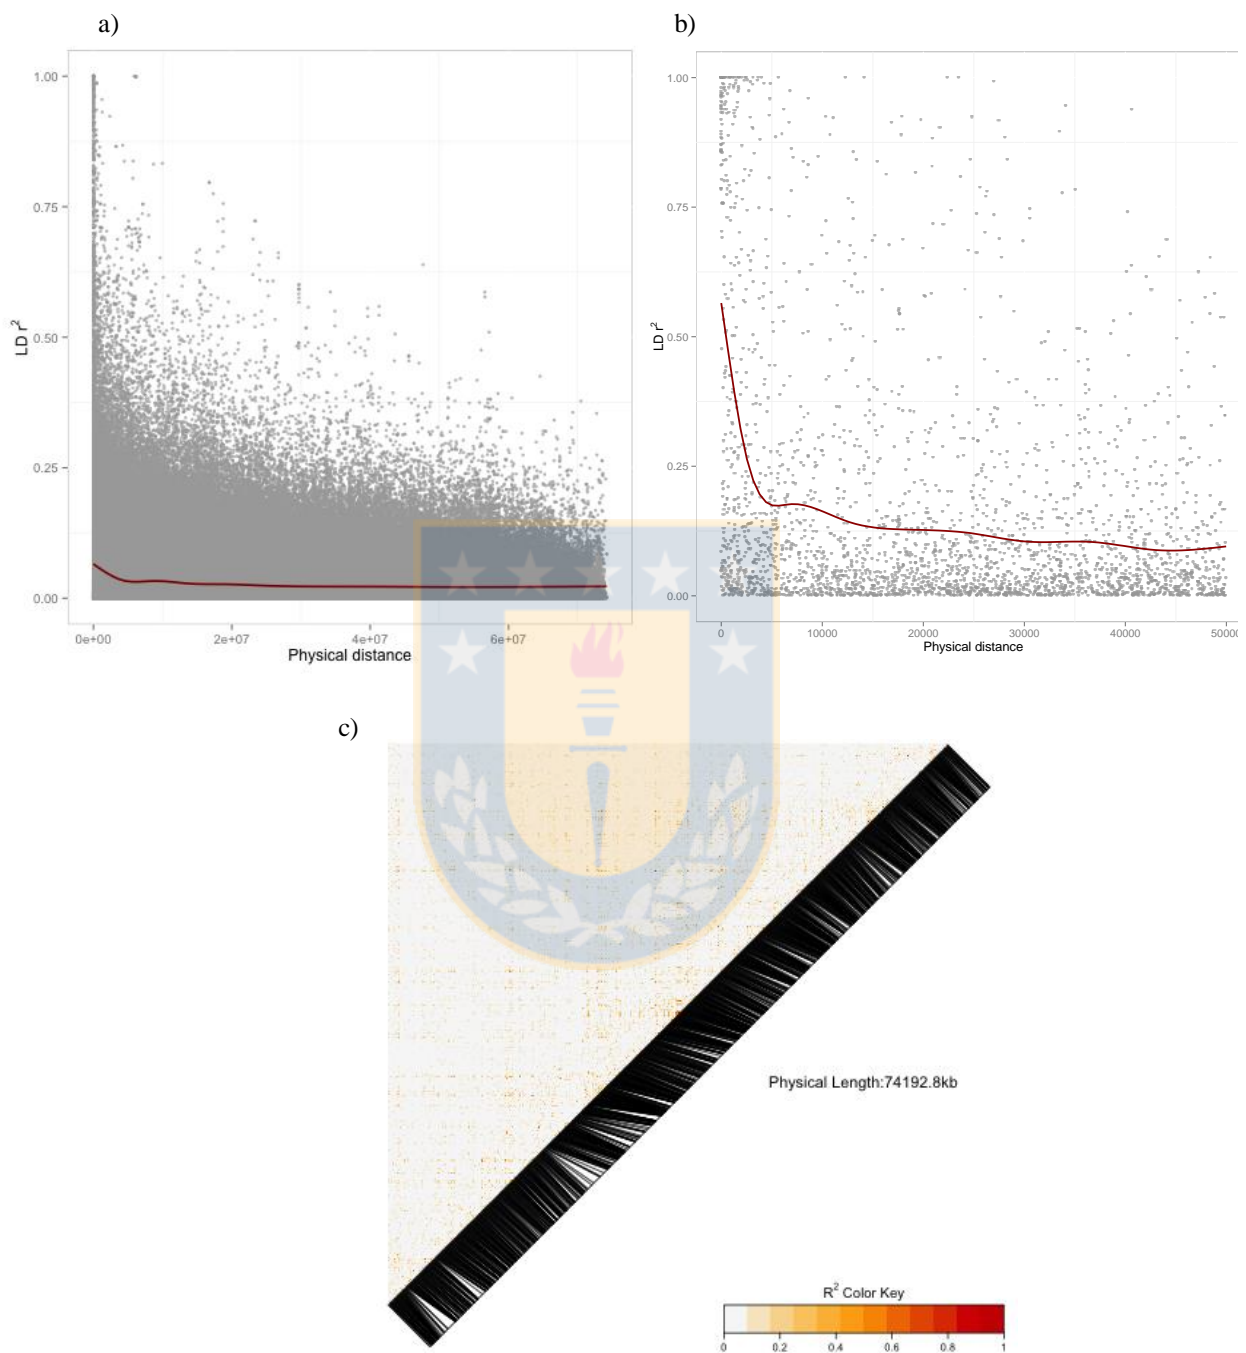 a)
b)
1.00
0.75
0.50
0.25
0.00
LD r²
0e+00 2e+07 4e+07 6e+07
Physical distance
1.00
0.75
0.50
0.25
0.00
LD r²
0 10000 20000 30000 40000 50000
Physical distance
c)
Physical Length:74192.8kb
R² Color Key
0 0.2 0.4 0.6 0.8 1